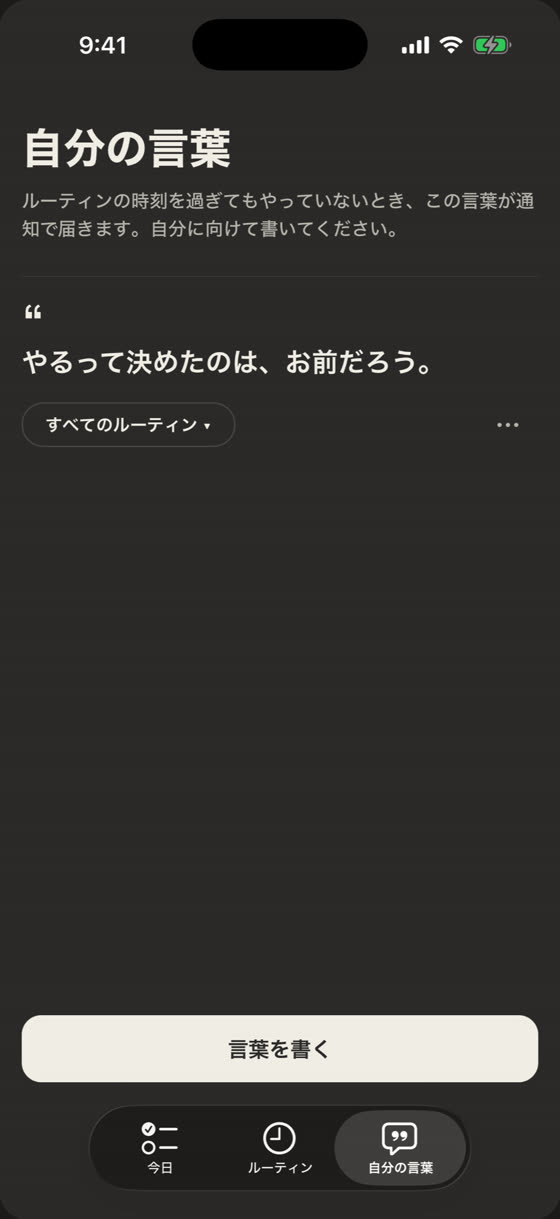 9:41
自分の言葉
ルーティンの時刻を過ぎてもやっていないとき、この言葉が通
知で届きます。自分に向けて書いてください。
“
やるって決めたのは、お前だろう。
すべてのルーティン ▾
言葉を書く
今日
ルーティン
自分の言葉